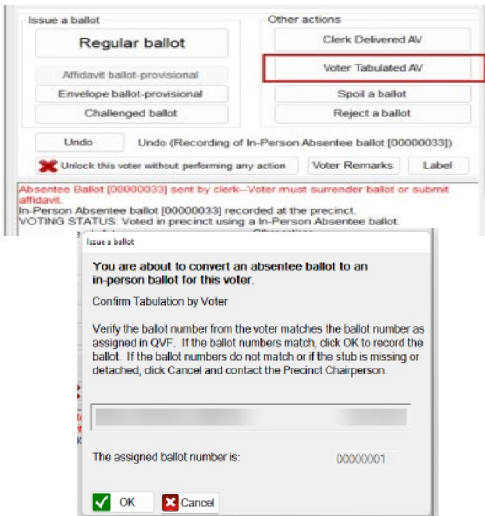 Issue a ballot
Other actions
Regular ballot
Clerk Delivered AV
Affidavit ballot-provisional
Voter Tabulated AV
Envelope ballot-provisional
Spoil a ballot
Challenged ballot
Reject a ballot
Undo
Undo (Recording of In-Person Absentee ballot [00000033])
Unlock this voter without performing any action
Voter Remarks
Label
Absentee Ballot [00000033] sent by clerk--Voter must surrender ballot or submit
affidavit.
In-Person Absentee ballot [00000033] recorded at the precinct.
VOTING STATUS: Voted in precinct using a In-Person Absentee ballot.
Issue a ballot
You are about to convert an absentee ballot to an
in-person ballot for this voter.
Confirm Tabulation by Voter
Verify the ballot number from the voter matches the ballot number as
assigned in QVF. If the ballot numbers match, click OK to record the
ballot. If the ballot numbers do not match or if the stub is missing or
detached, click Cancel and contact the Precinct Chairperson.
The assigned ballot number is:
00000001
OK
Cancel